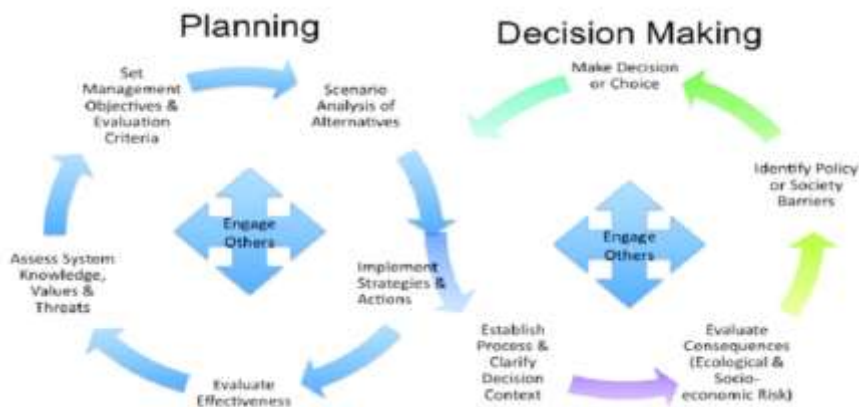 Planning
Set
Management
Objectives &
Evaluation
Criteria
Scenario
Analysis of
Alternatives
Engage
Others
Assess System
Knowledge,
Values &
Threats
Implement
Strategies &
Actions
Evaluate
Effectiveness
Decision Making
Make Decision
or Choice
Identify Policy
or Society
Barriers
Engage
Others
Establish
Process &
Clarify
Decision
Context
Evaluate
Consequences
(Ecological &
Socio-
economic Risk)